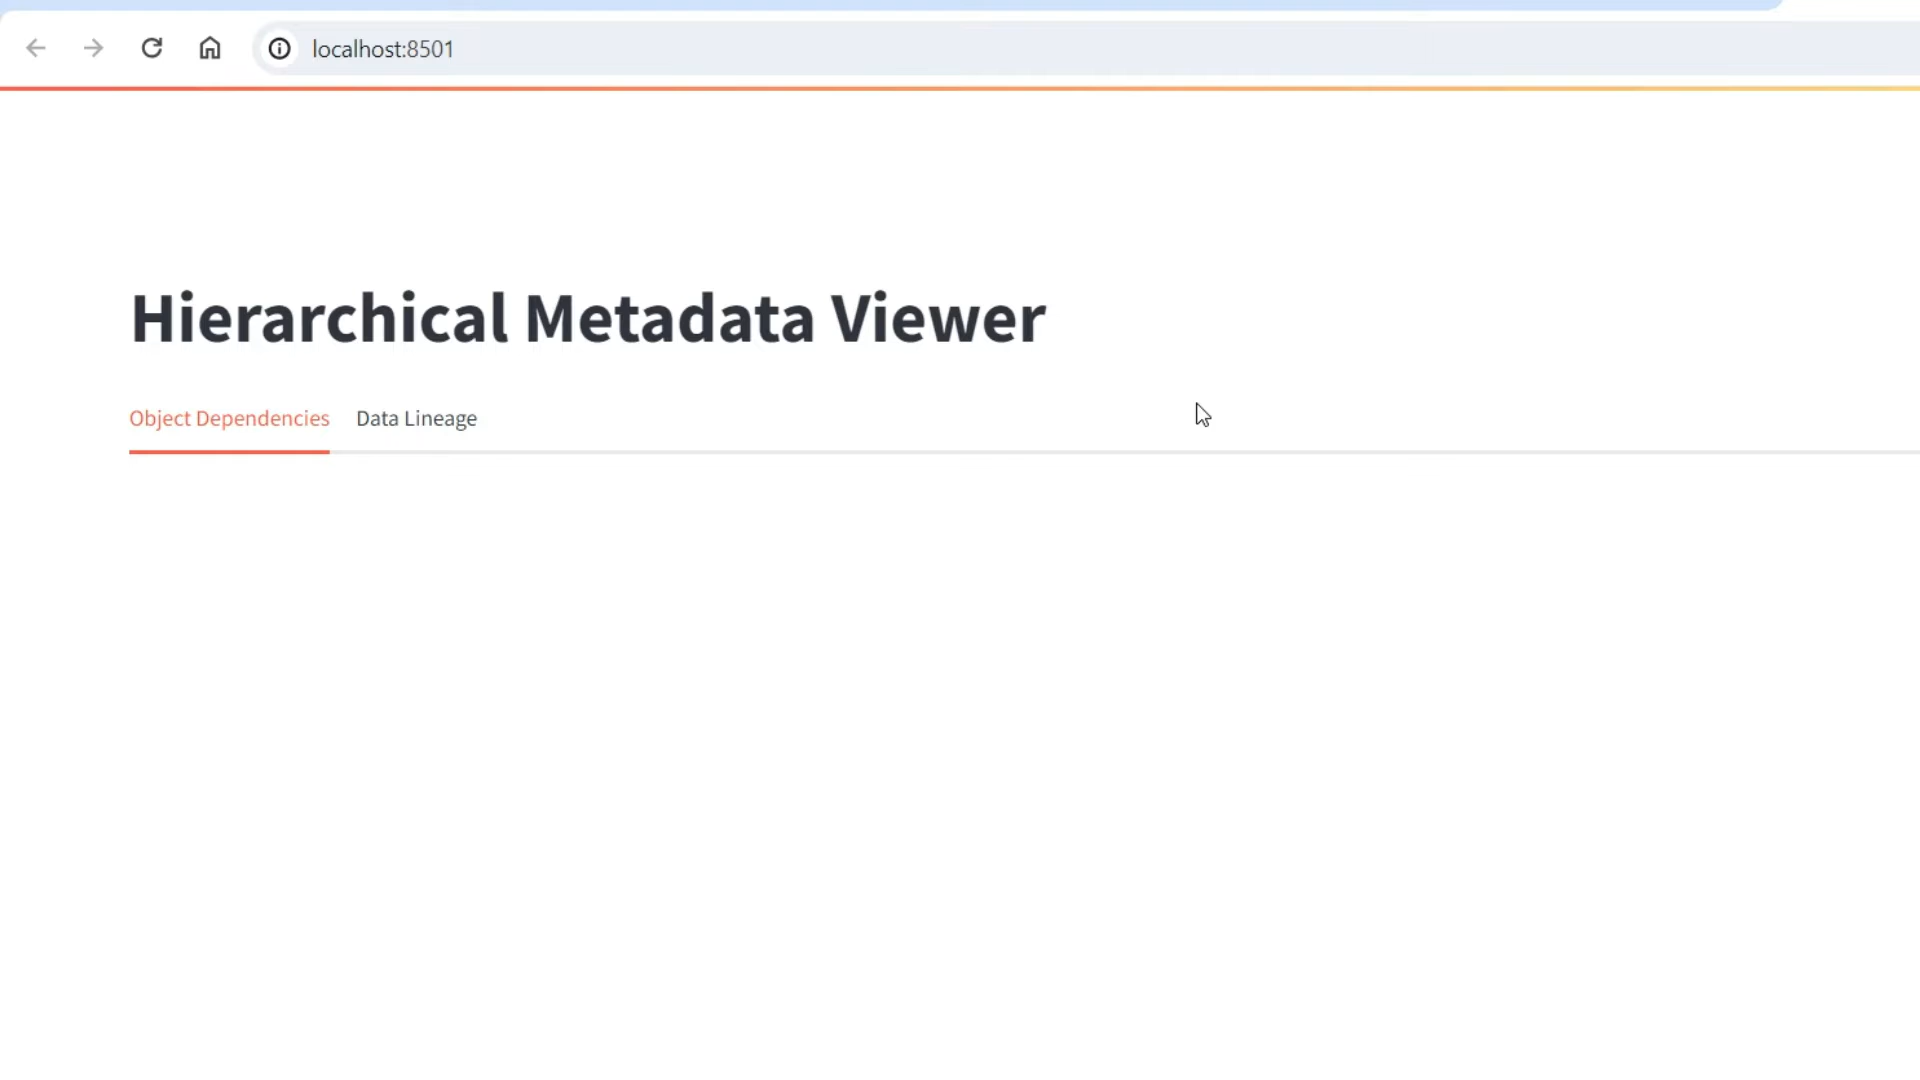 localhost:8501
Hierarchical Metadata Viewer
Object Dependencies Data Lineage